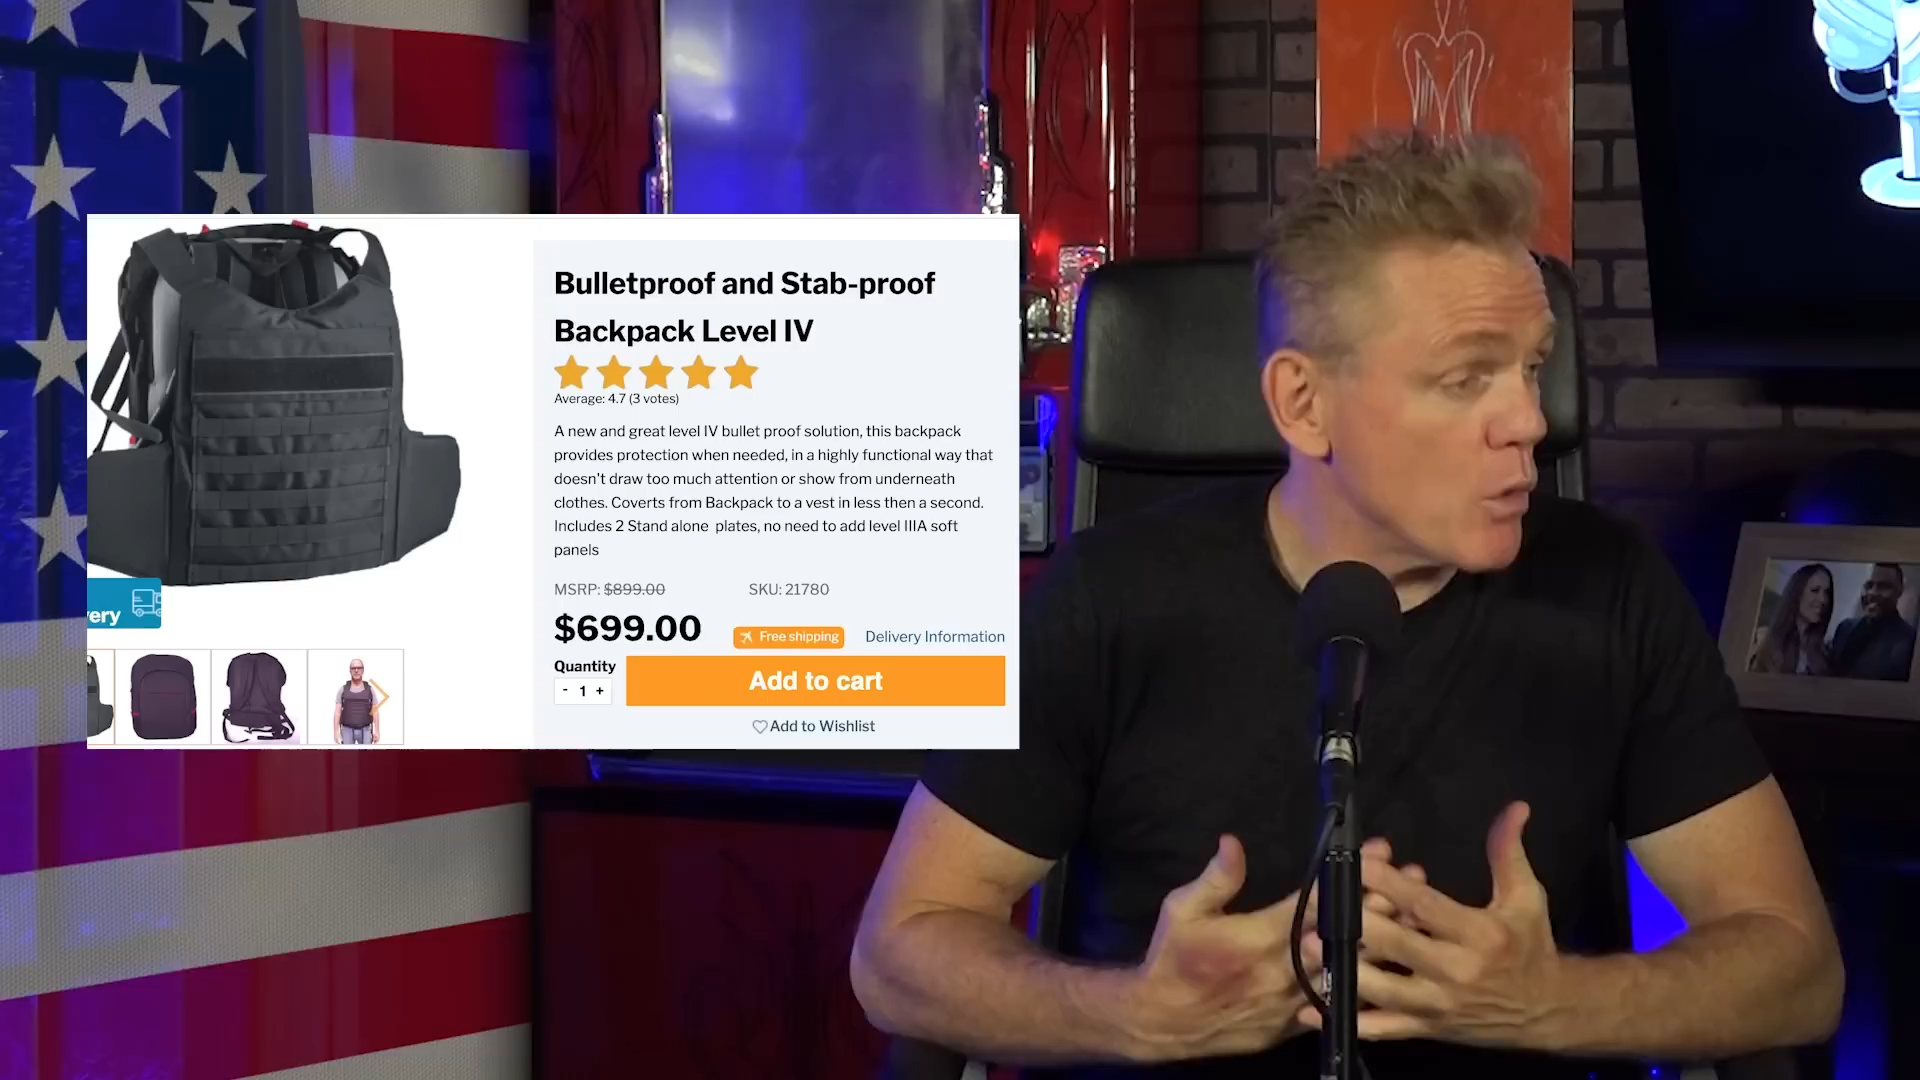 Bulletproof and Stab-proof
Backpack Level IV
Average: 4.7 (3 votes)
A new and great level IV bullet proof solution, this backpack
provides protection when needed, in a highly functional way that
doesn't draw too much attention or show from underneath
clothes. Coverts from Backpack to a vest in less then a second.
Includes 2 Stand alone plates, no need to add level IIIA soft
panels
MSRP: $899.00 SKU: 21780
$699.00 Free shipping Delivery Information
Quantity
- 1 + Add to cart
Add to Wishlist
very